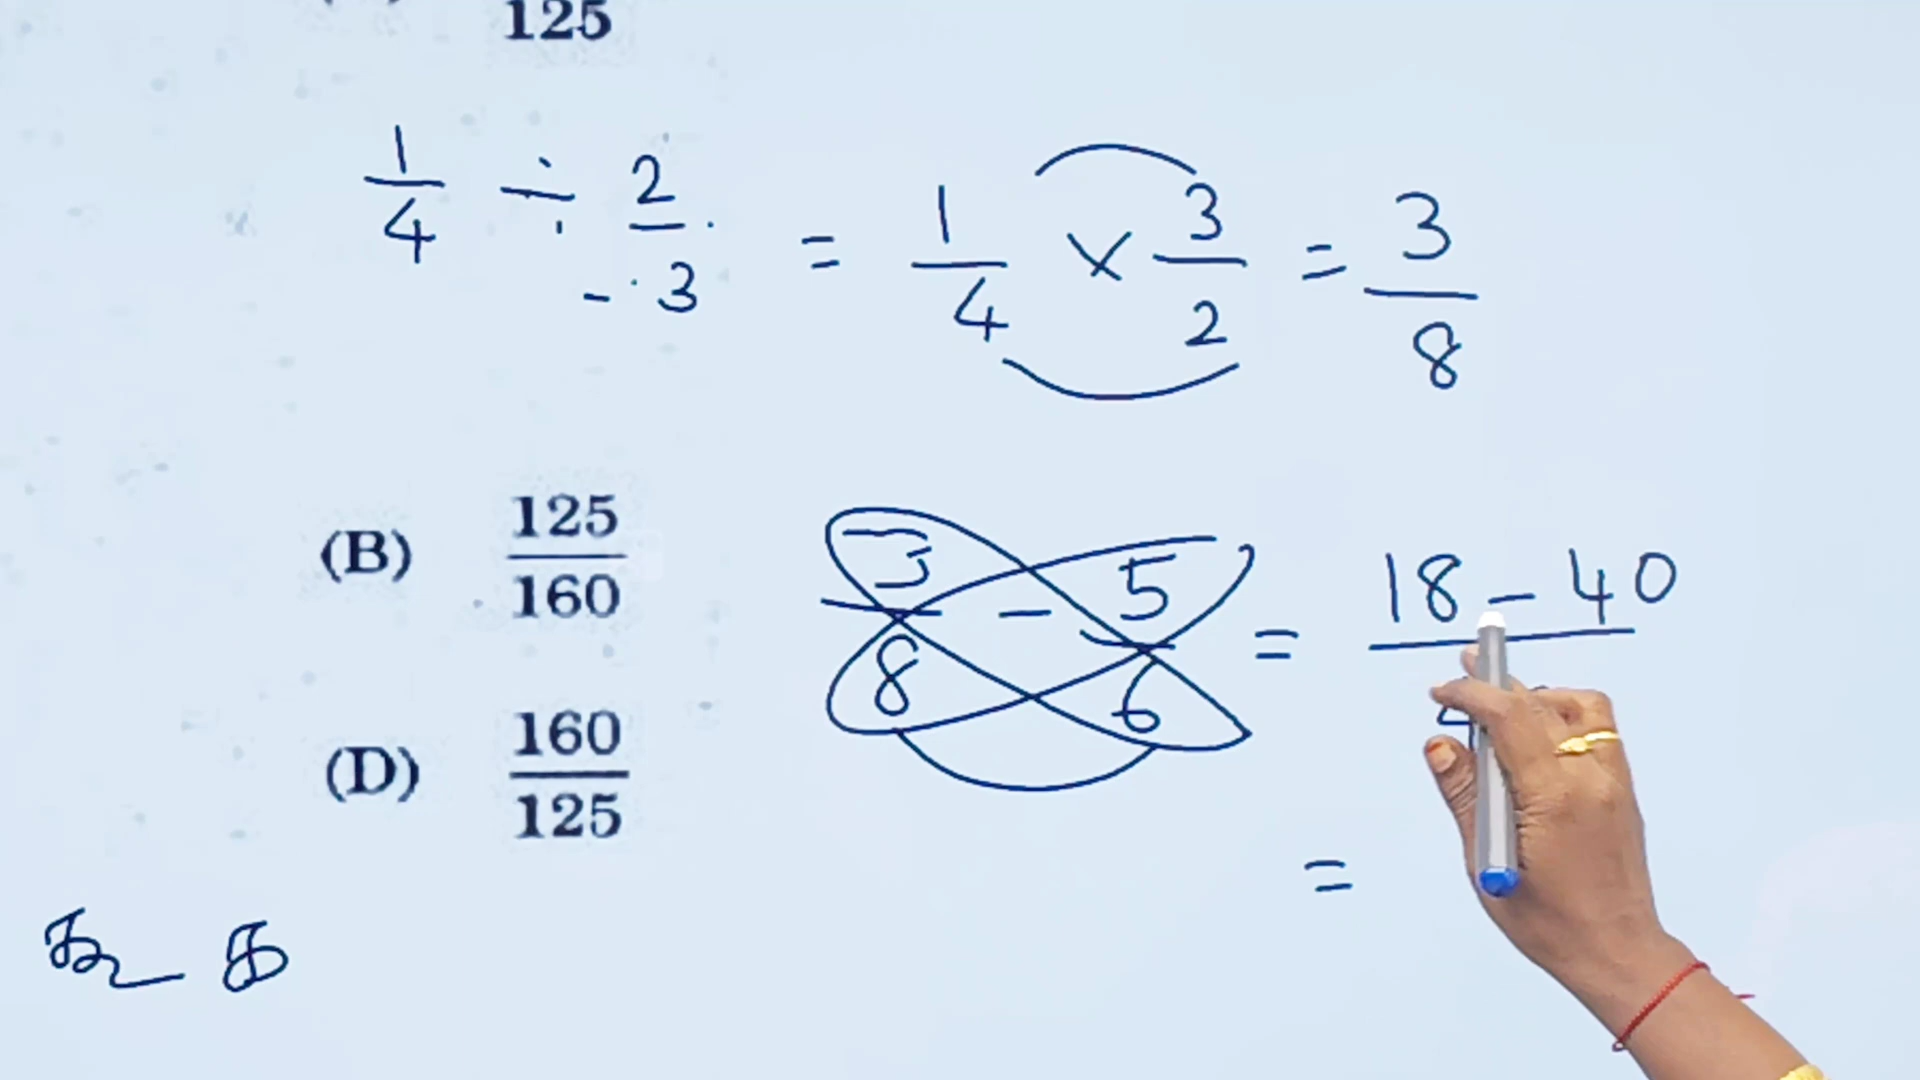 125
1/4 ÷ 2/3 = 1/4 × 3/2 = 3/8
(B) 125/160
3/8 - 5/6 = 18 - 40
(D) 160/125
=